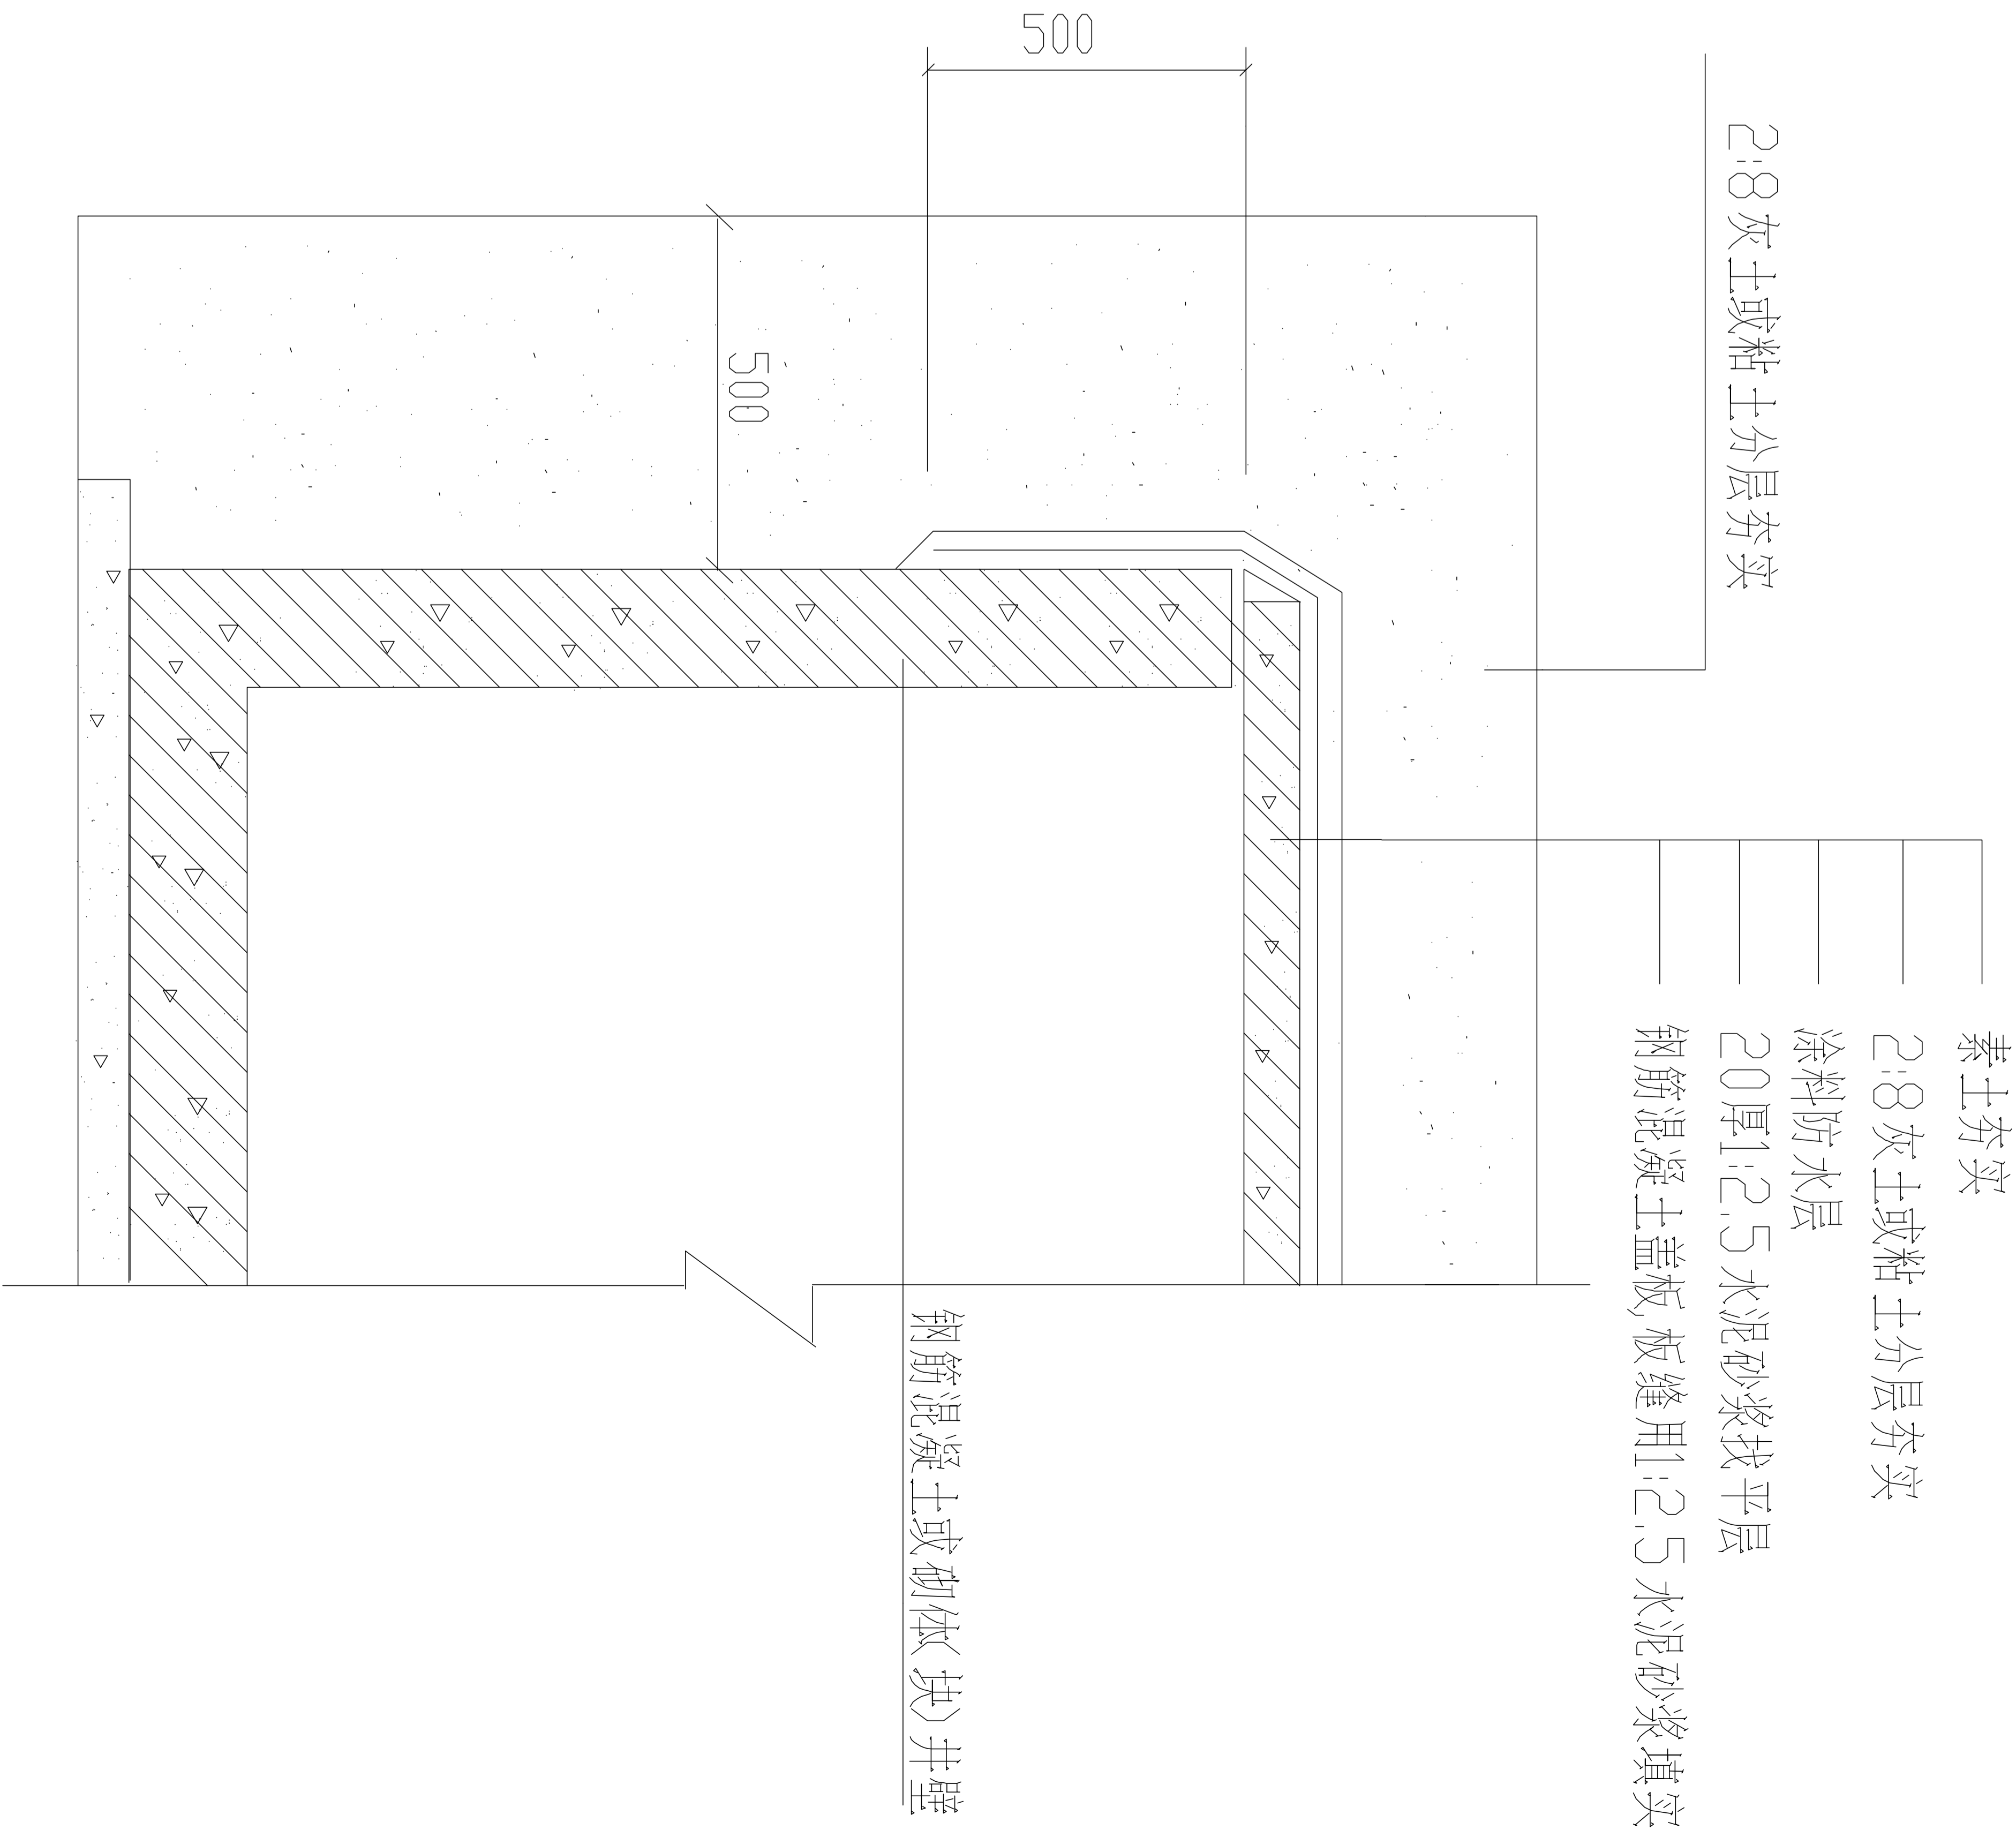 素土夯实
2:8灰土或粘土分层夯实
涂料防水层
20厚1:2.5水泥砂浆找平层
钢筋混凝土盖板,板缝用1:2.5水泥砂浆填实
2:8灰土或粘土分层夯实
500
500
钢筋混凝土或砌体(块)井壁